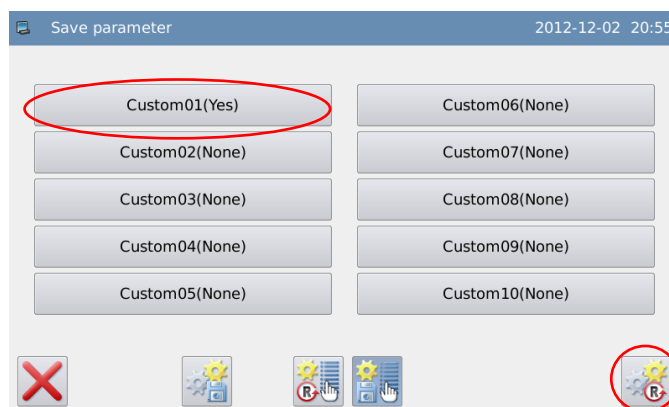 Save parameter 2012-12-02 20:55
Custom01(Yes) Custom06(None)
Custom02(None) Custom07(None)
Custom03(None) Custom08(None)
Custom04(None) Custom09(None)
Custom05(None) Custom10(None)
R R